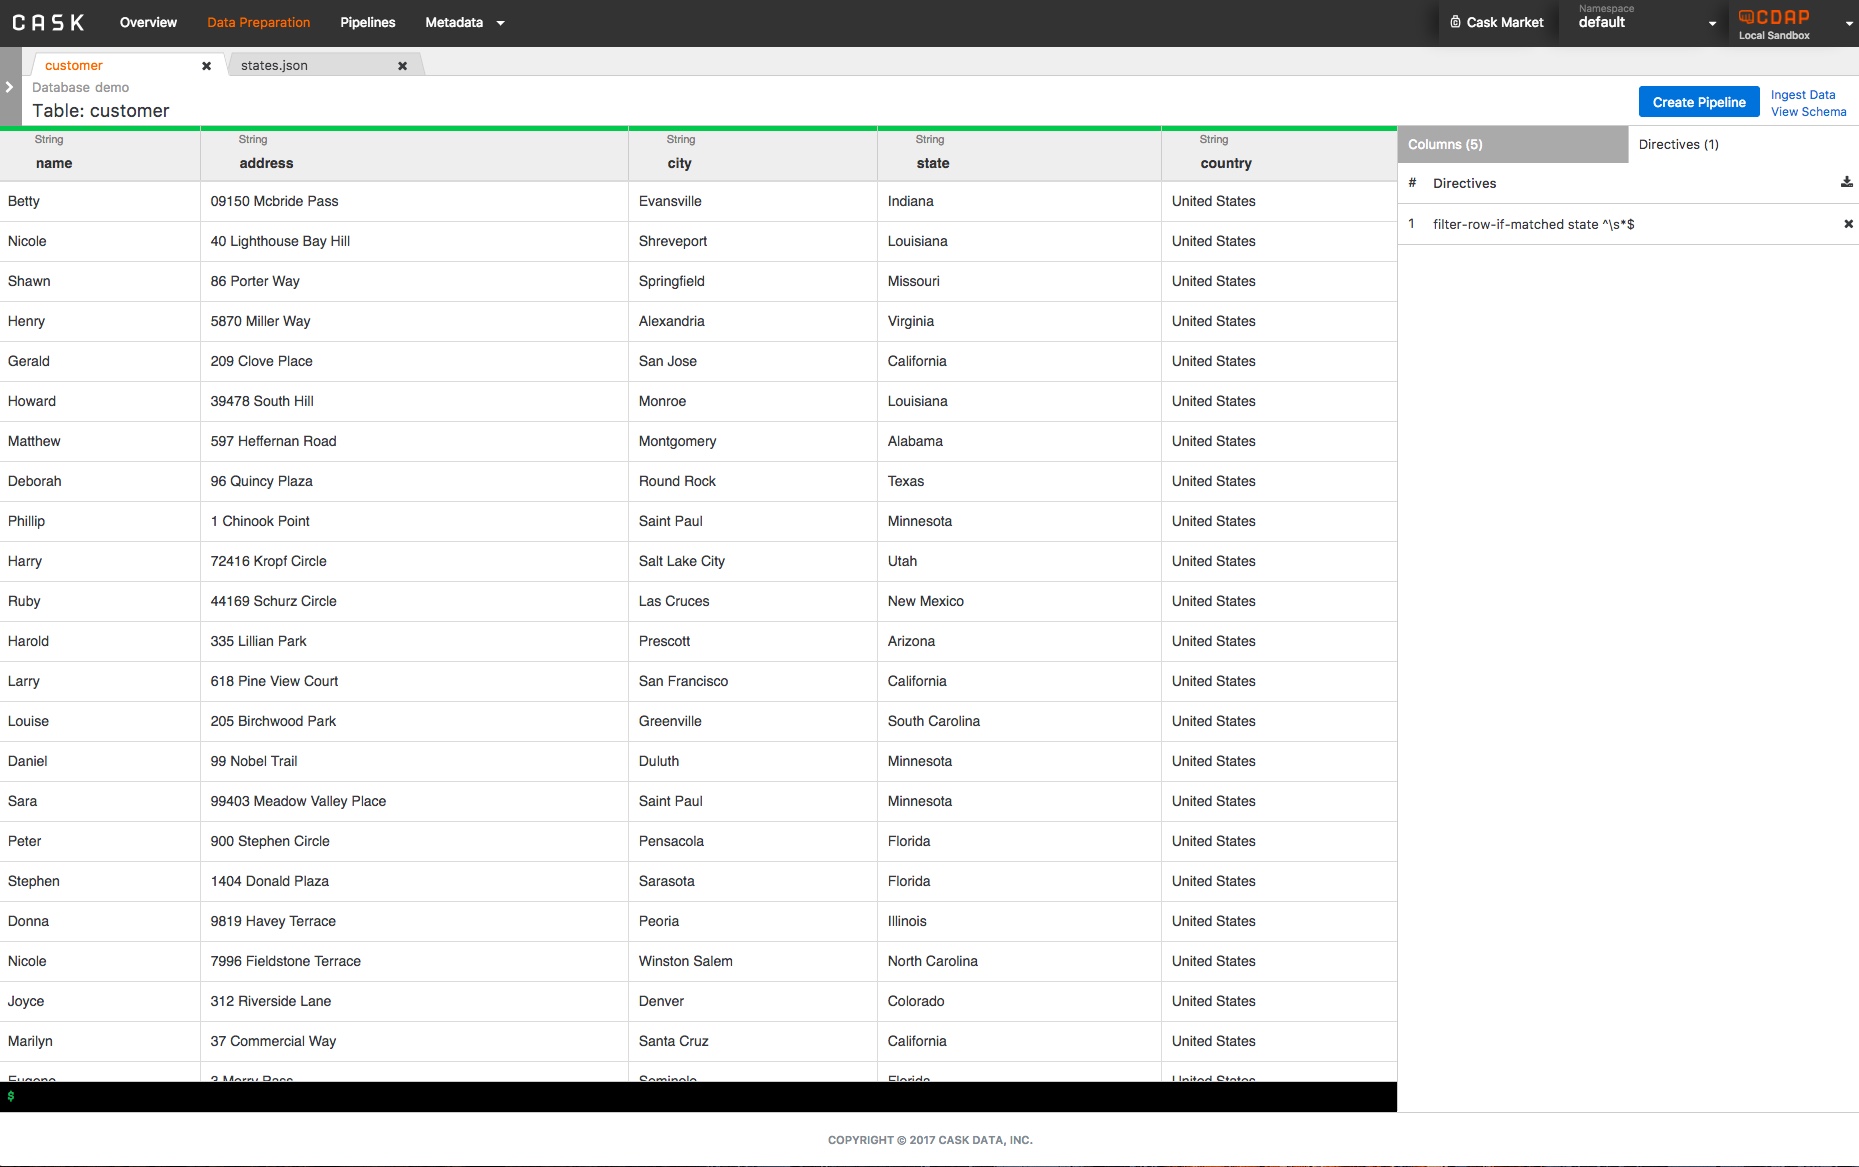 CASK Overview Data Preparation Pipelines Metadata Cask Market Namespace default CDAP Local Sandbox
customer states.json
Database demo
Table: customer
Create Pipeline Ingest Data
View Schema
String String String String String
name address city state country
Columns (5) Directives (1)
# Directives
1 filter-row-if-matched state ^\s*$
Betty 09150 Mcbride Pass Evansville Indiana United States
Nicole 40 Lighthouse Bay Hill Shreveport Louisiana United States
Shawn 86 Porter Way Springfield Missouri United States
Henry 5870 Miller Way Alexandria Virginia United States
Gerald 209 Clove Place San Jose California United States
Howard 39478 South Hill Monroe Louisiana United States
Matthew 597 Heffernan Road Montgomery Alabama United States
Deborah 96 Quincy Plaza Round Rock Texas United States
Phillip 1 Chinook Point Saint Paul Minnesota United States
Harry 72416 Kropf Circle Salt Lake City Utah United States
Ruby 44169 Schurz Circle Las Cruces New Mexico United States
Harold 335 Lillian Park Prescott Arizona United States
Larry 618 Pine View Court San Francisco California United States
Louise 205 Birchwood Park Greenville South Carolina United States
Daniel 99 Nobel Trail Duluth Minnesota United States
Sara 99403 Meadow Valley Place Saint Paul Minnesota United States
Peter 900 Stephen Circle Pensacola Florida United States
Stephen 1404 Donald Plaza Sarasota Florida United States
Donna 9819 Havey Terrace Peoria Illinois United States
Nicole 7996 Fieldstone Terrace Winston Salem North Carolina United States
Joyce 312 Riverside Lane Denver Colorado United States
Marilyn 37 Commercial Way Santa Cruz California United States
Eugene 3 Merry Pass Seminole Florida United States
$
COPYRIGHT © 2017 CASK DATA, INC.